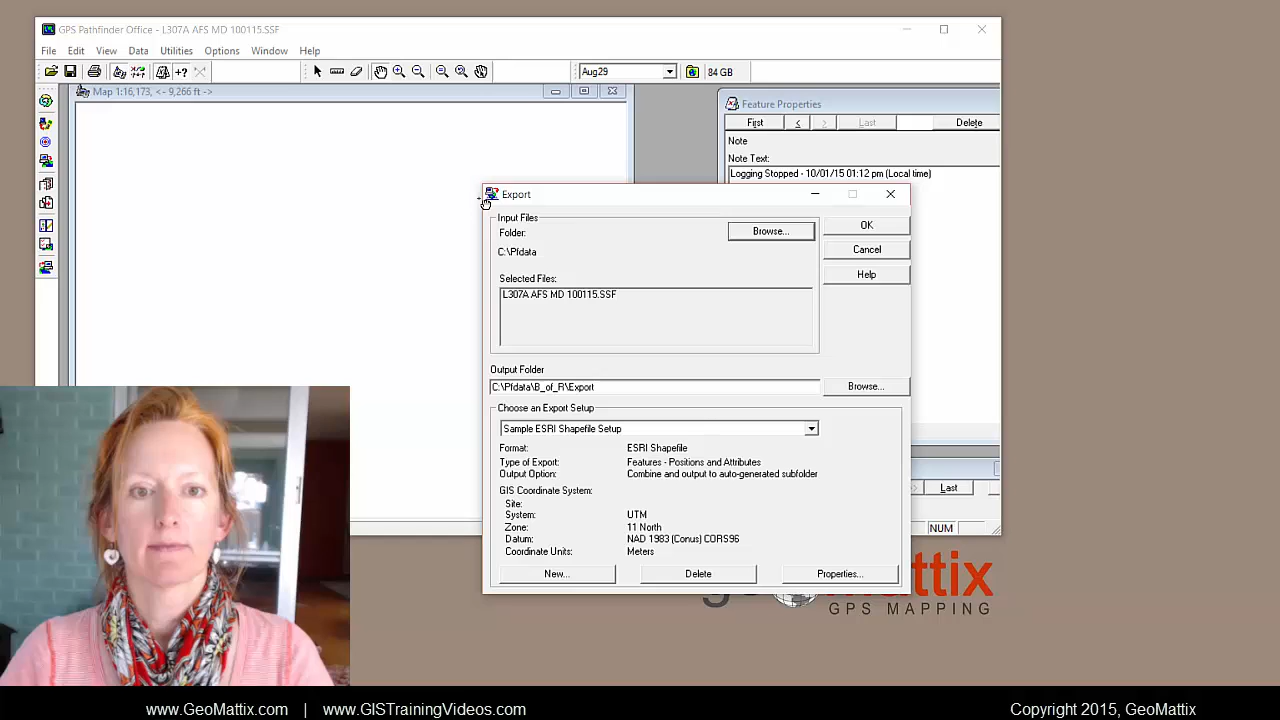 GPS Pathfinder Office - L307A AFS MD 100115.SSF
File Edit View Data Utilities Options Window Help
Aug29 84 GB
Map 1:16,173, <- 9,266 ft ->
Feature Properties
First < > Last Delete
Note
Note Text:
Logging Stopped - 10/01/15 01:12 pm (Local time)
Export
Input Files
Folder:
Browse...
OK
C:\Pfdata
Cancel
Help
Selected Files:
L307A AFS MD 100115.SSF
Output Folder
C:\Pfdata\B_of_R\Export
Browse...
Choose an Export Setup
Sample ESRI Shapefile Setup
Format: ESRI Shapefile
Type of Export: Features - Positions and Attributes
Output Option: Combine and output to auto-generated subfolder
GIS Coordinate System:
Site:
System: UTM
Zone: 11 North
Datum: NAD 1983 (Conus) CORS96
Coordinate Units: Meters
New... Delete Properties...
Last
NUM
GPS MAPPING
www.GeoMattix.com | www.GISTrainingVideos.com
Copyright 2015, GeoMattix